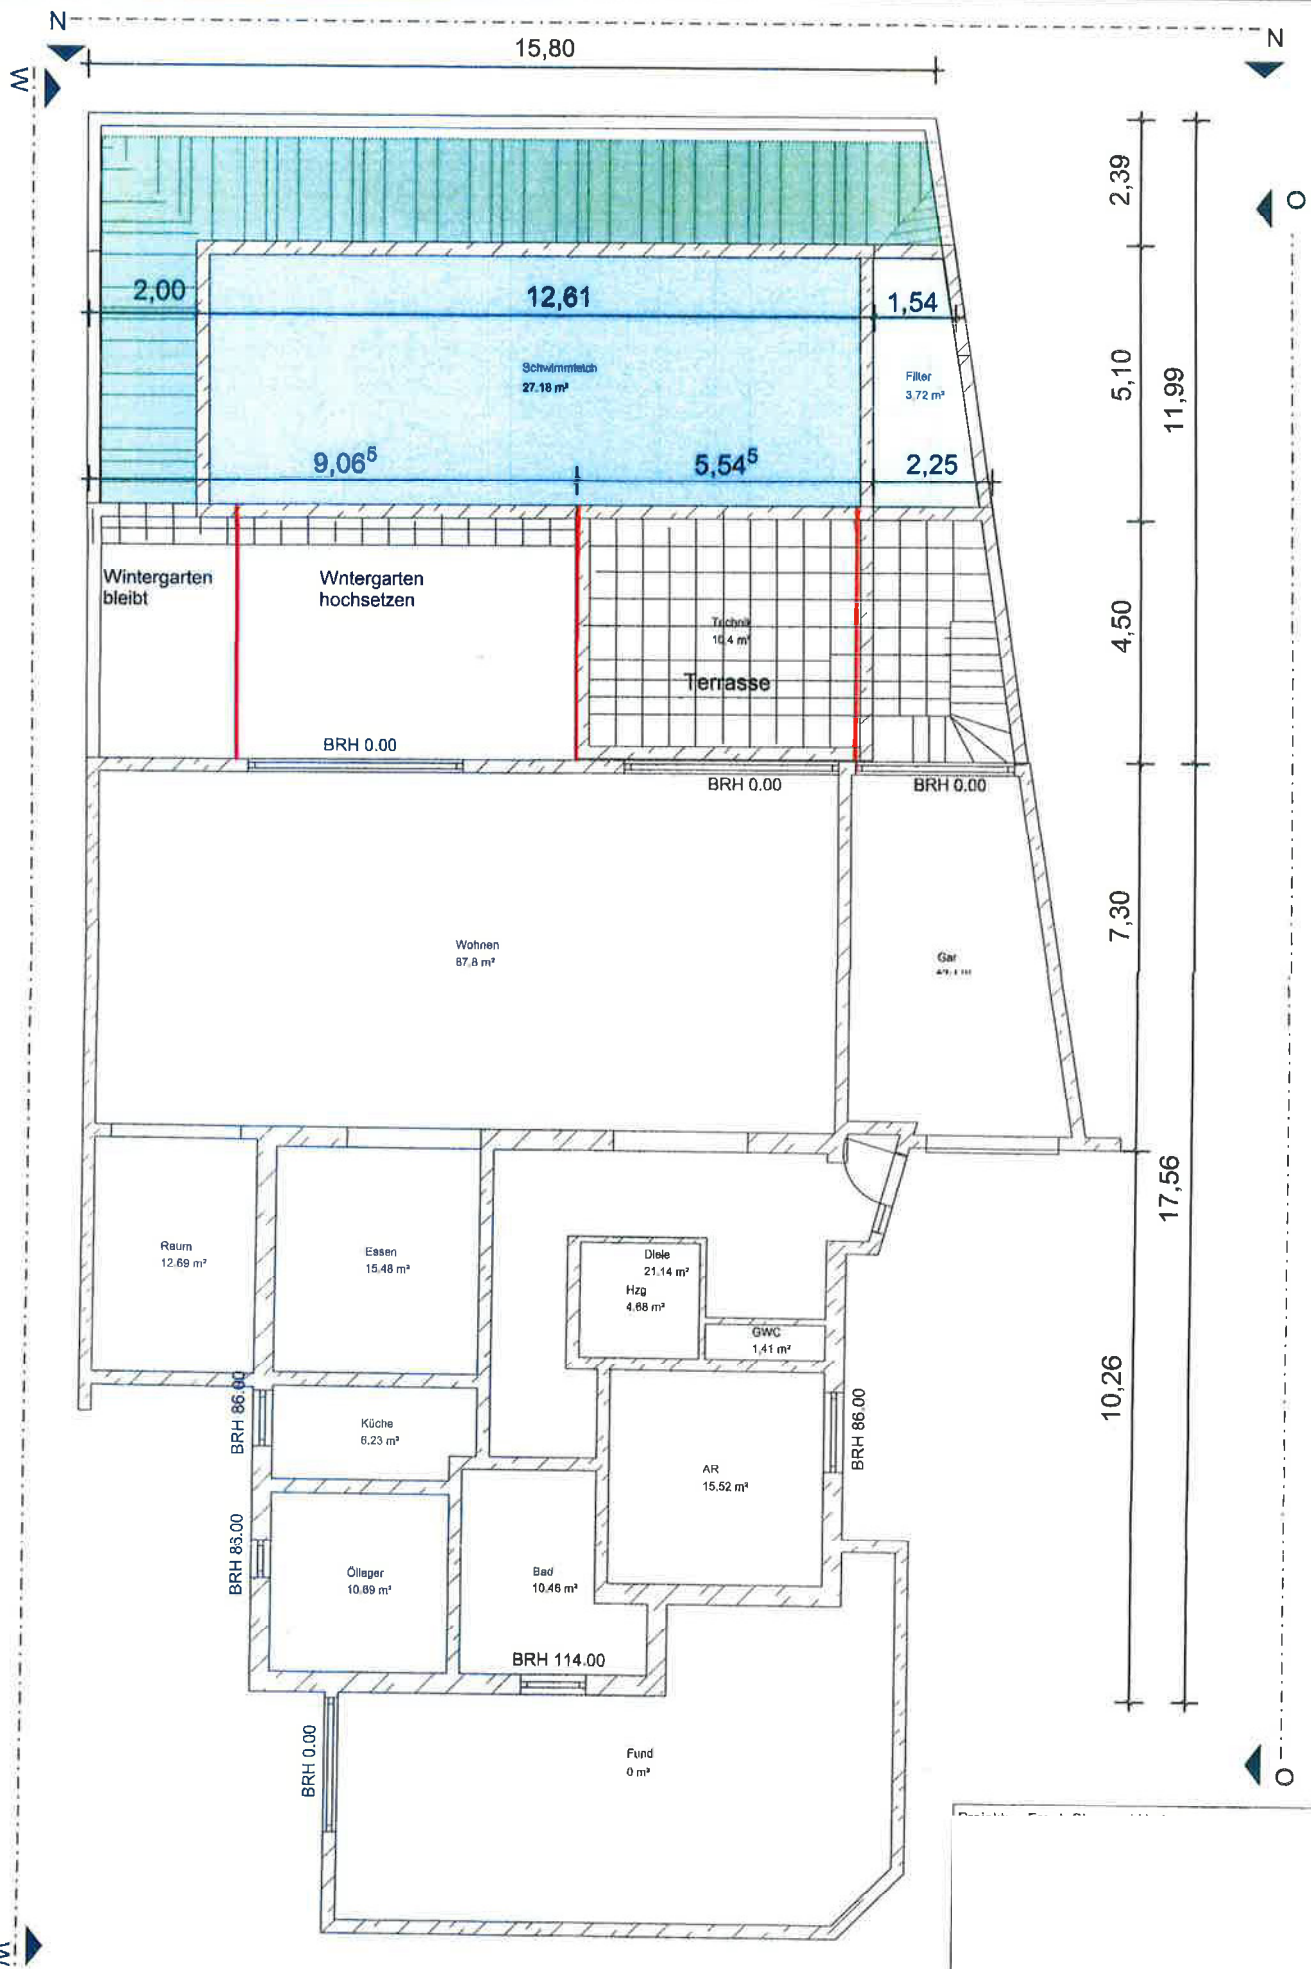 N
15,80
N
W
O
2,39
2,00
12,61
1,54
Schwimmteich
27.18 m²
Filter
3,72 m²
5,10
11,99
9,06⁵
5,54⁵
2,25
Wintergarten
bleibt
Wntergarten
hochsetzen
Technik
10,4 m²
Terrasse
4,50
BRH 0.00
BRH 0.00
BRH 0.00
Wohnen
87,8 m²
Gar
7,30
17,56
Raum
12.69 m²
Essen
15,48 m²
Diele
21.14 m²
Hzg
4.68 m²
GWC
1,41 m²
BRH 86.00
Küche
6.23 m²
BRH 86.00
10,26
AR
15,52 m²
BRH 86.00
Öllager
10.69 m²
Bad
10,46 m²
BRH 114.00
BRH 0.00
Fund
0 m²
O
W